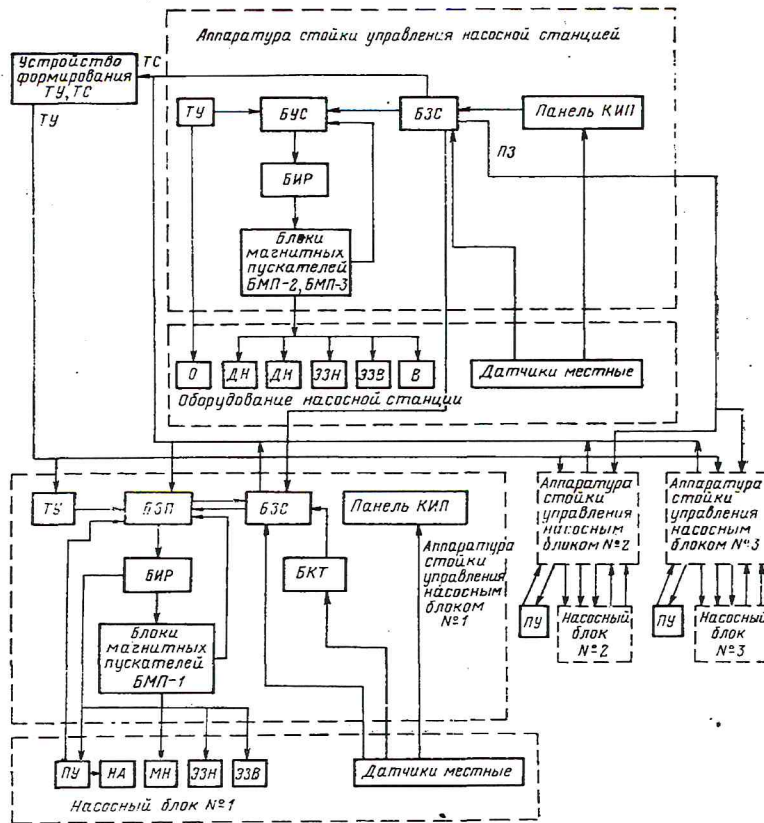 Аппаратура стойки управления насосной станцией
Устройство
формирования
ТУ, ТС
ТС
ТУ
ТУ
БУС
БЗС
Панель КИП
ПЗ
БИР
Блоки
магнитных
пускателей
БМП-2, БМП-3
О
ДН
ДН
ЭЗН
ЭЗВ
В
Датчики местные
Оборудование насосной станции
ТУ
БЗП
БЗС
Панель КИП
БИР
БКТ
Аппаратура
стойки
управления
насосным
блоком
№1
Блоки
магнитных
пускателей
БМП-1
ПУ
НА
МН
ЭЗН
ЭЗВ
Датчики местные
Насосный блок №1
Аппаратура
стойки
управления
насосным
блоком №2
ПУ
Насосный
блок
№2
Аппаратура
стойки
управления
насосным
блоком №3
ПУ
Насосный
блок
№3